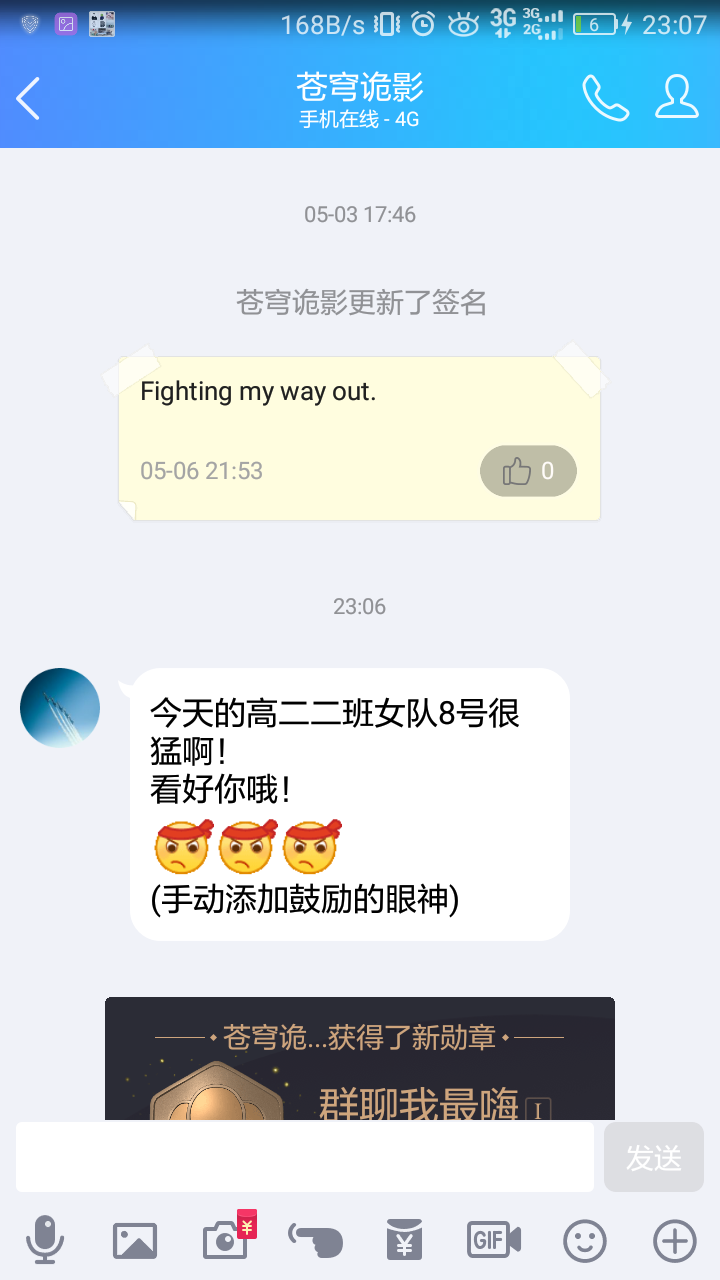 168B/s 3G 3G 2G 6 23:07
苍穹诡影
手机在线 - 4G
05-03 17:46
苍穹诡影更新了签名
Fighting my way out.
05-06 21:53
0
23:06
今天的高二二班女队8号很
猛啊！
看好你哦！
(手动添加鼓励的眼神)
苍穹诡...获得了新勋章
群聊我最嗨 I
发送
¥
¥
GIF